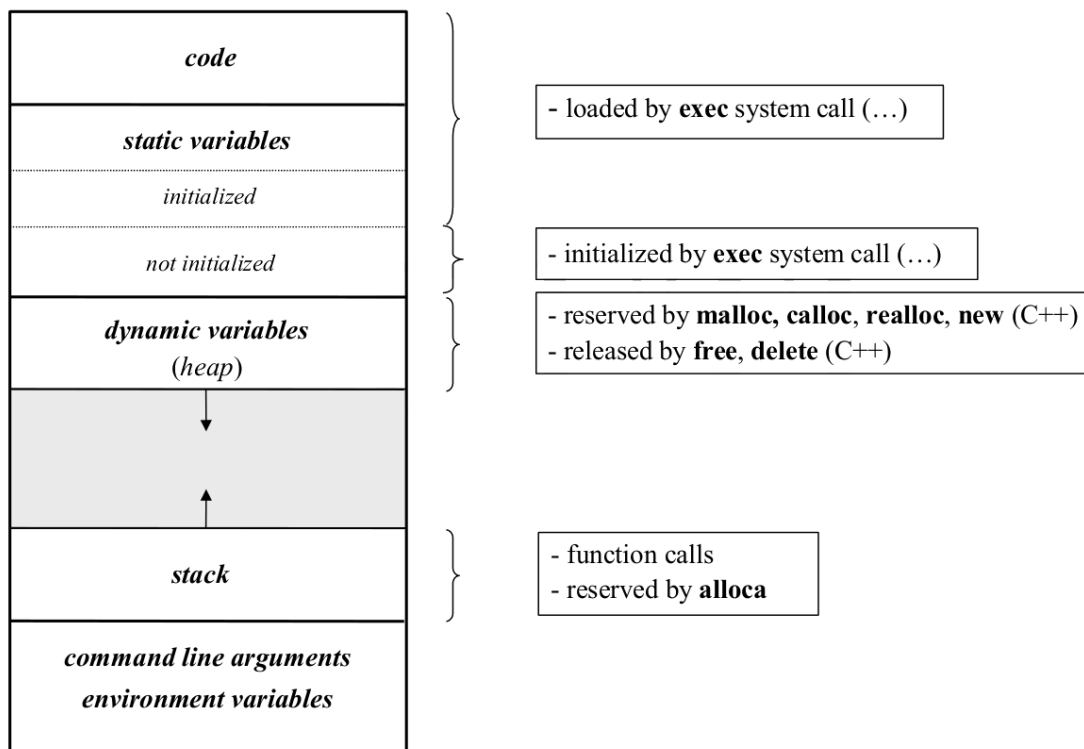 code
- loaded by exec system call (…)
static variables
initialized
not initialized
- initialized by exec system call (…)
dynamic variables
(heap)
- reserved by malloc, calloc, realloc, new (C++)
- released by free, delete (C++)
stack
- function calls
- reserved by alloca
command line arguments
environment variables